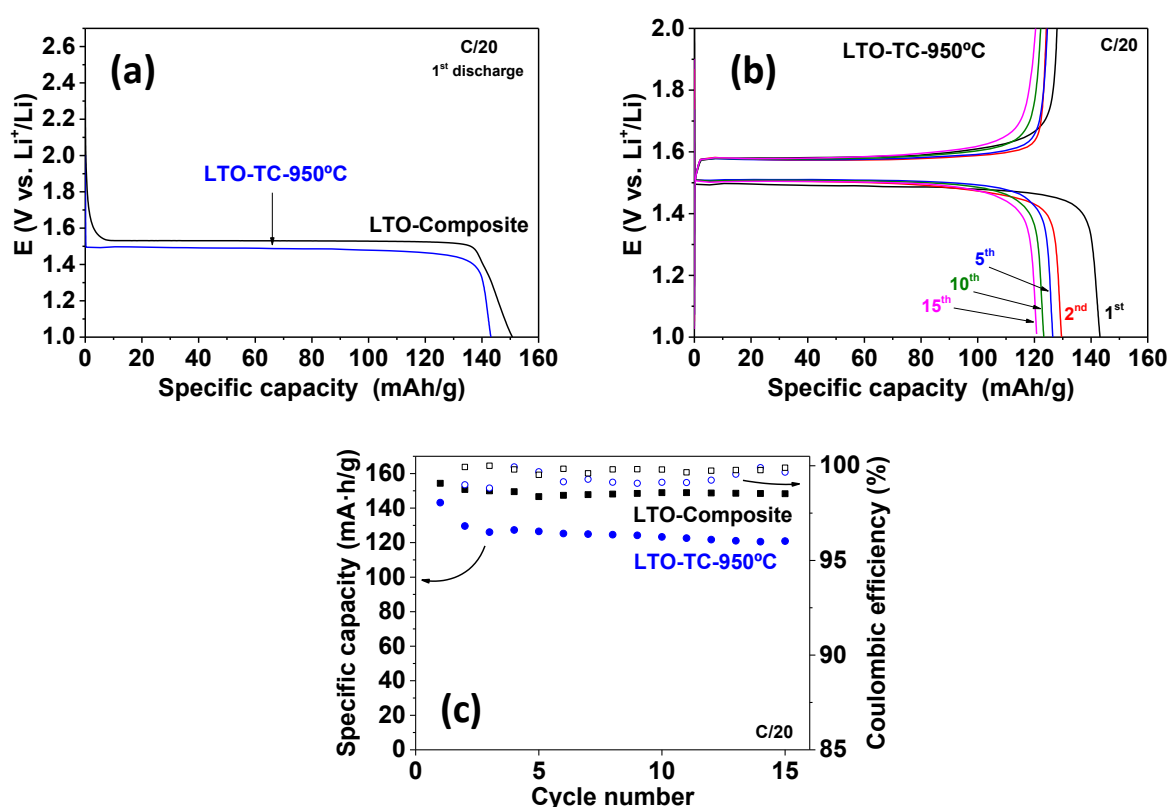 (a)
C/20
1st discharge
LTO-TC-950ºC
LTO-Composite
E (V vs. Li+/Li)
2.6
2.4
2.2
2.0
1.8
1.6
1.4
1.2
1.0
0 20 40 60 80 100 120 140 160
Specific capacity (mAh/g)
(b)
LTO-TC-950ºC
C/20
E (V vs. Li+/Li)
2.0
1.8
1.6
1.4
1.2
1.0
5th
10th
15th
2nd
1st
0 20 40 60 80 100 120 140 160
Specific capacity (mAh/g)
Specific capacity (mA·h/g)
160
140
120
100
80
60
40
20
0
LTO-Composite
LTO-TC-950ºC
(c)
C/20
100
95
90
85
Coulombic efficiency (%)
0 5 10 15
Cycle number